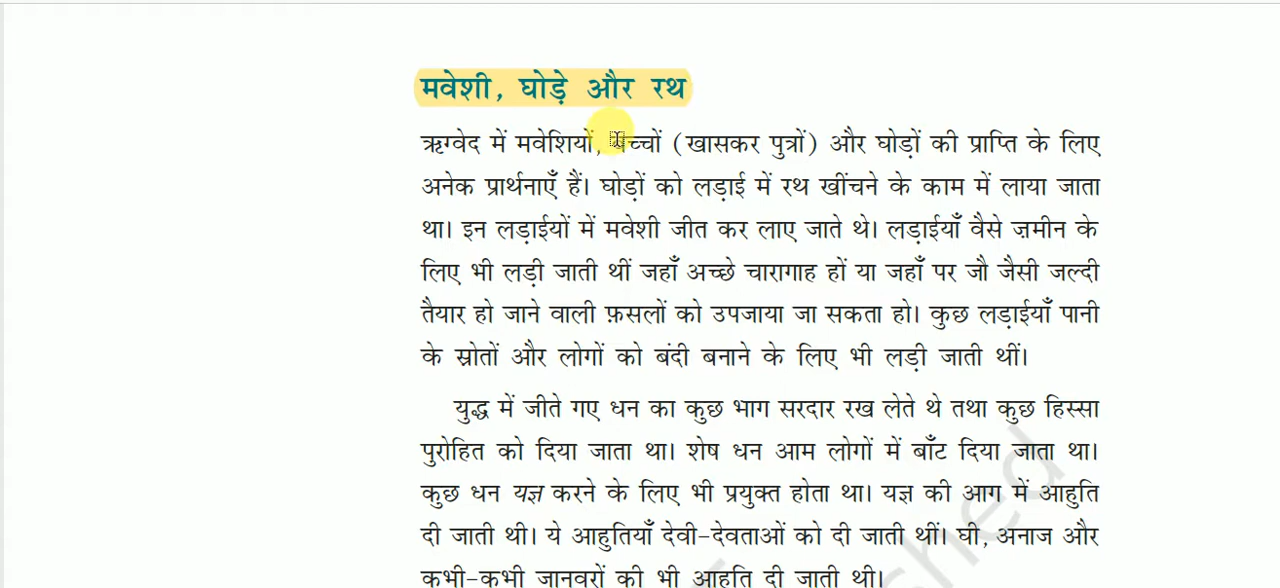 मवेशी, घोड़े और रथ
ऋग्वेद में मवेशियों, बच्चों (खासकर पुत्रों) और घोड़ों की प्राप्ति के लिए
अनेक प्रार्थनाएँ हैं। घोड़ों को लड़ाई में रथ खींचने के काम में लाया जाता
था। इन लड़ाईयों में मवेशी जीत कर लाए जाते थे। लड़ाईयाँ वैसे ज़मीन के
लिए भी लड़ी जाती थीं जहाँ अच्छे चारागाह हों या जहाँ पर जौ जैसी जल्दी
तैयार हो जाने वाली फ़सलों को उपजाया जा सकता हो। कुछ लड़ाईयाँ पानी
के स्रोतों और लोगों को बंदी बनाने के लिए भी लड़ी जाती थीं।
युद्ध में जीते गए धन का कुछ भाग सरदार रख लेते थे तथा कुछ हिस्सा
पुरोहित को दिया जाता था। शेष धन आम लोगों में बाँट दिया जाता था।
कुछ धन यज्ञ करने के लिए भी प्रयुक्त होता था। यज्ञ की आग में आहुति
दी जाती थी। ये आहुतियाँ देवी-देवताओं को दी जाती थीं। घी, अनाज और
कभी-कभी जानवरों की भी आहुति दी जाती थी।